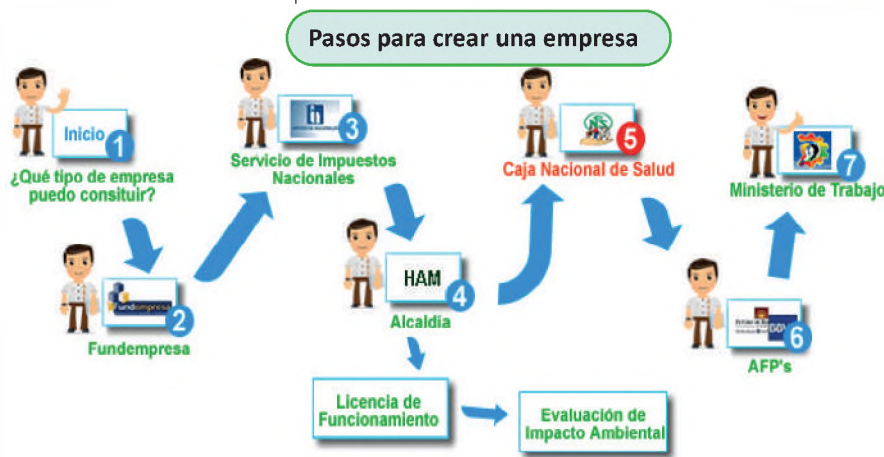 Pasos para crear una empresa
Inicio
1
¿Qué tipo de empresa
puedo consituir?
fundempresa
2
Fundempresa
3
Servicio de Impuestos
Nacionales
HAM
4
Alcaldía
Licencia de
Funcionamiento
Evaluación de
Impacto Ambiental
5
Caja Nacional de Salud
6
AFP's
7
Ministerio de Trabajo